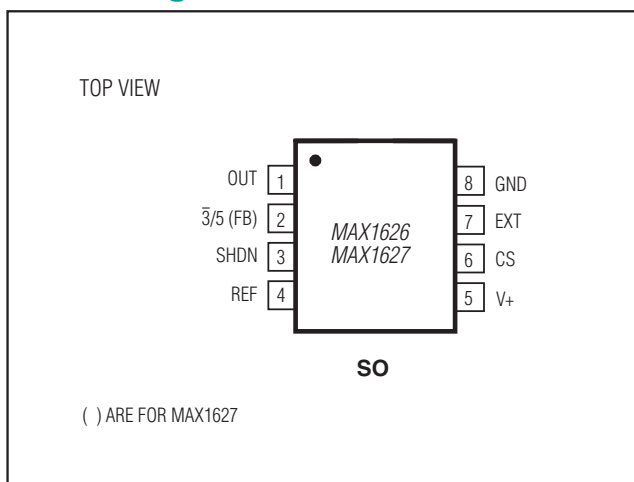 TOP VIEW
OUT 1
3̅/5 (FB) 2
SHDN 3
REF 4
8 GND
7 EXT
6 CS
5 V+
MAX1626
MAX1627
SO
( ) ARE FOR MAX1627